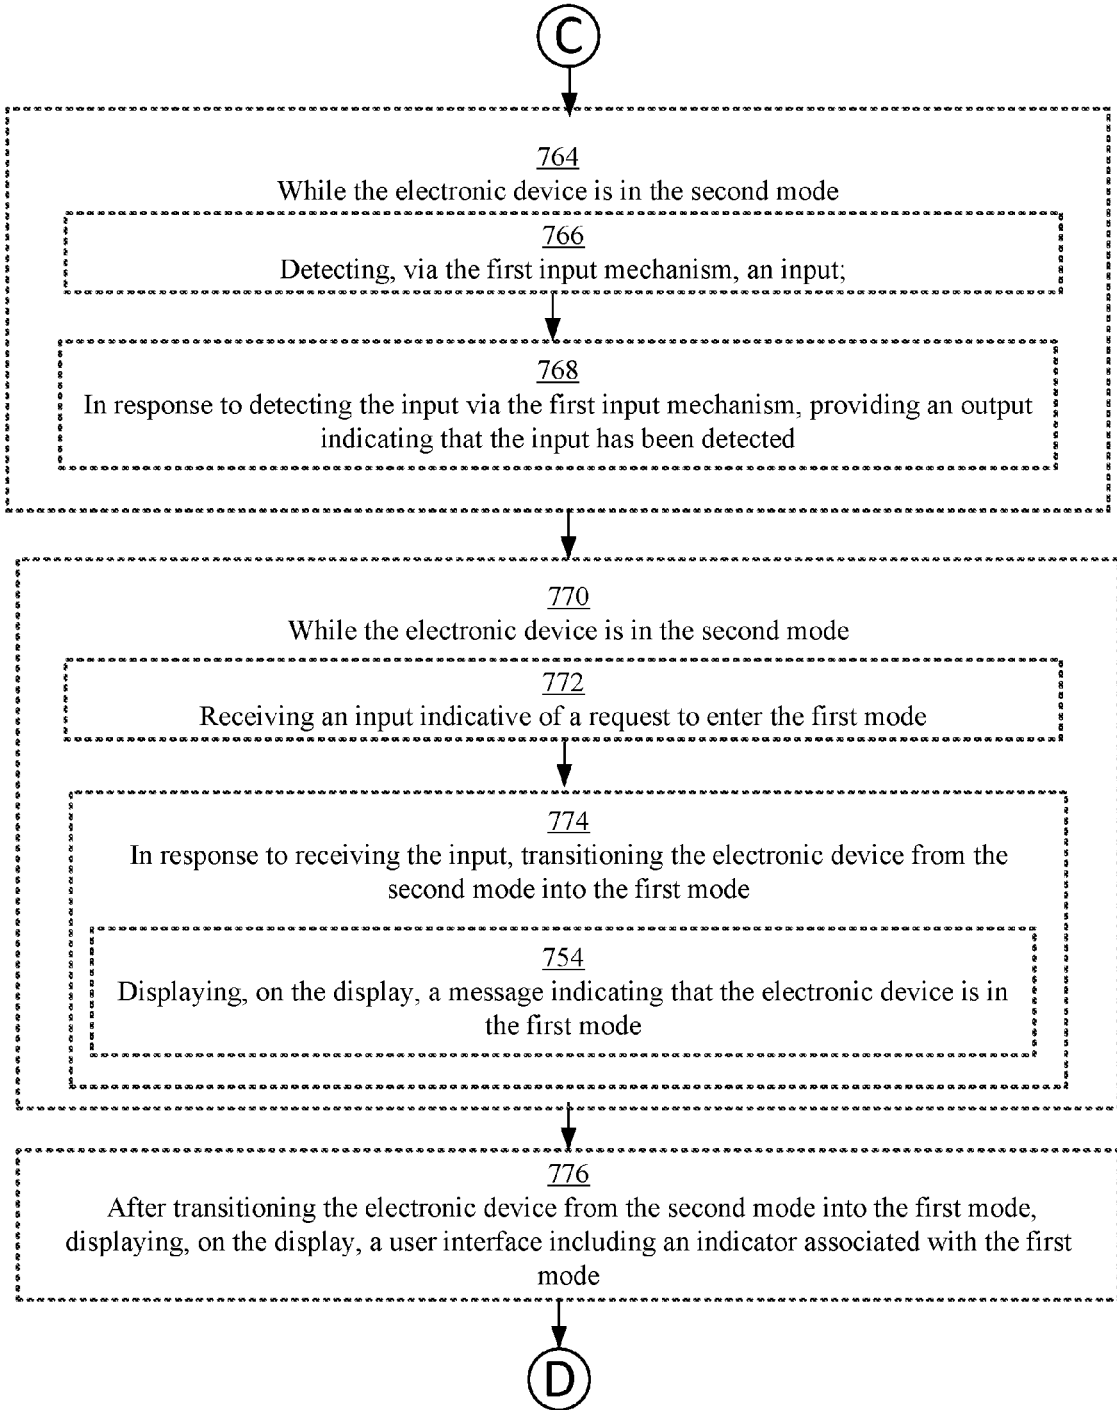 C
764
While the electronic device is in the second mode
766
Detecting, via the first input mechanism, an input;
768
In response to detecting the input via the first input mechanism, providing an output
indicating that the input has been detected
770
While the electronic device is in the second mode
772
Receiving an input indicative of a request to enter the first mode
774
In response to receiving the input, transitioning the electronic device from the
second mode into the first mode
754
Displaying, on the display, a message indicating that the electronic device is in
the first mode
776
After transitioning the electronic device from the second mode into the first mode,
displaying, on the display, a user interface including an indicator associated with the first
mode
D